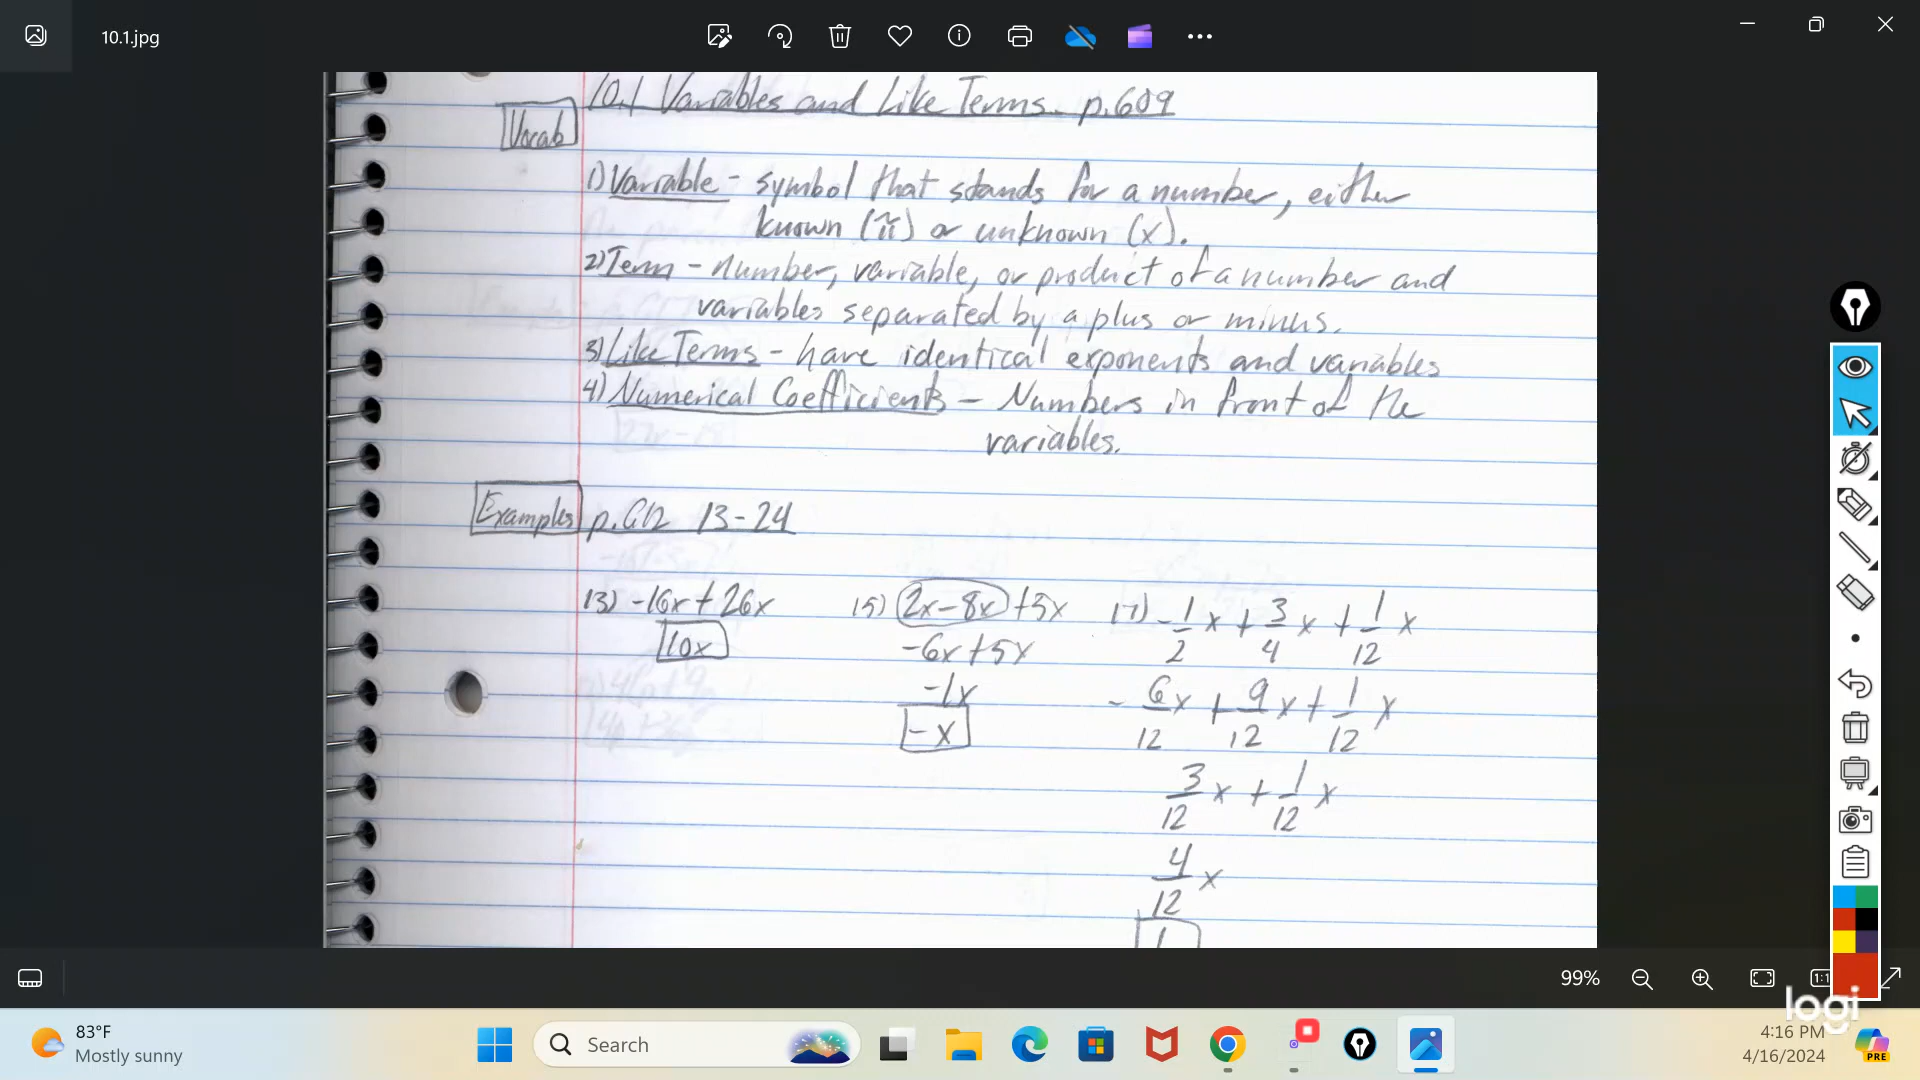 10.1.jpg
10.1 Variables and Like Terms. p.609
Vocab
1) Variable - symbol that stands for a number, either
known (π) or unknown (x).
2) Term - number, variable, or product of a number and
variables separated by a plus or minus.
3) Like Terms - have identical exponents and variables
4) Numerical Coefficients - Numbers in front of the
variables.
Examples p.612 13-24
13) -16x + 26x 15) 2x - 8x + 5x 17) -1/2 x + 3/4 x + 1/12 x
10x -6x + 5x
-1x -6/12 x + 9/12 x + 1/12 x
-x
3/12 x + 1/12 x
4/12 x
1
99%
1:1
logi
83°F
Mostly sunny
Search
4:16 PM
4/16/2024
PRE